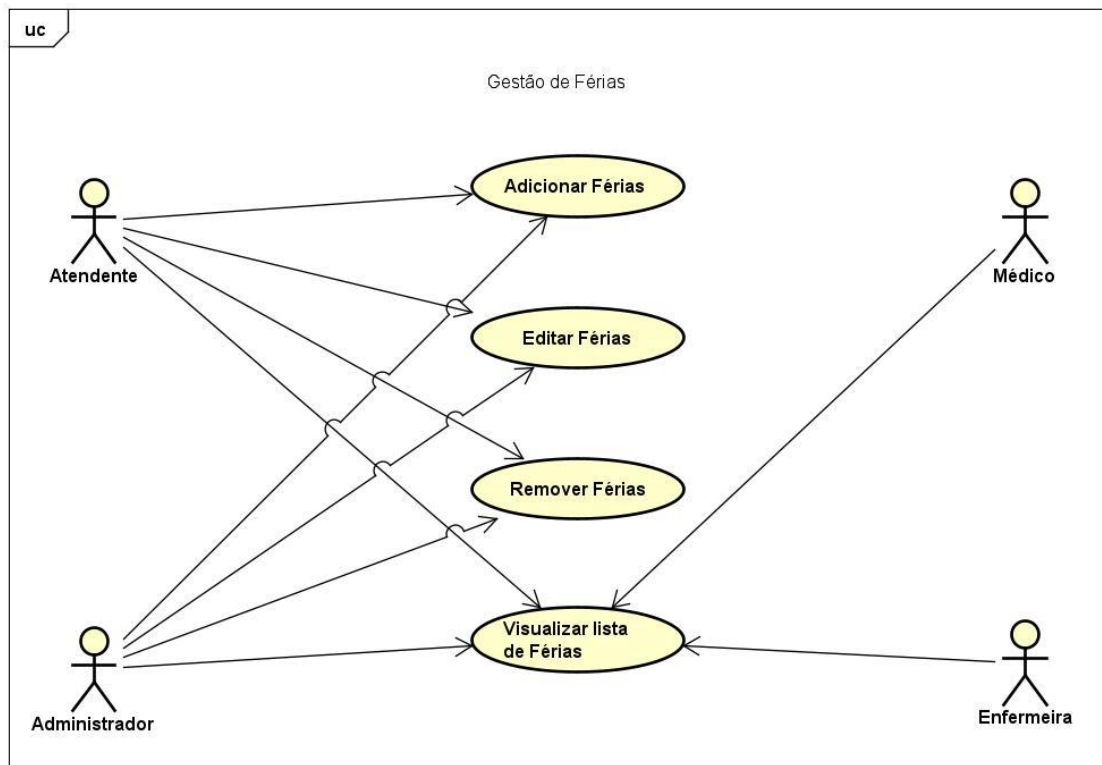 uc
Gestão de Férias
Adicionar Férias
Atendente
Médico
Editar Férias
Remover Férias
Visualizar lista
de Férias
Administrador
Enfermeira